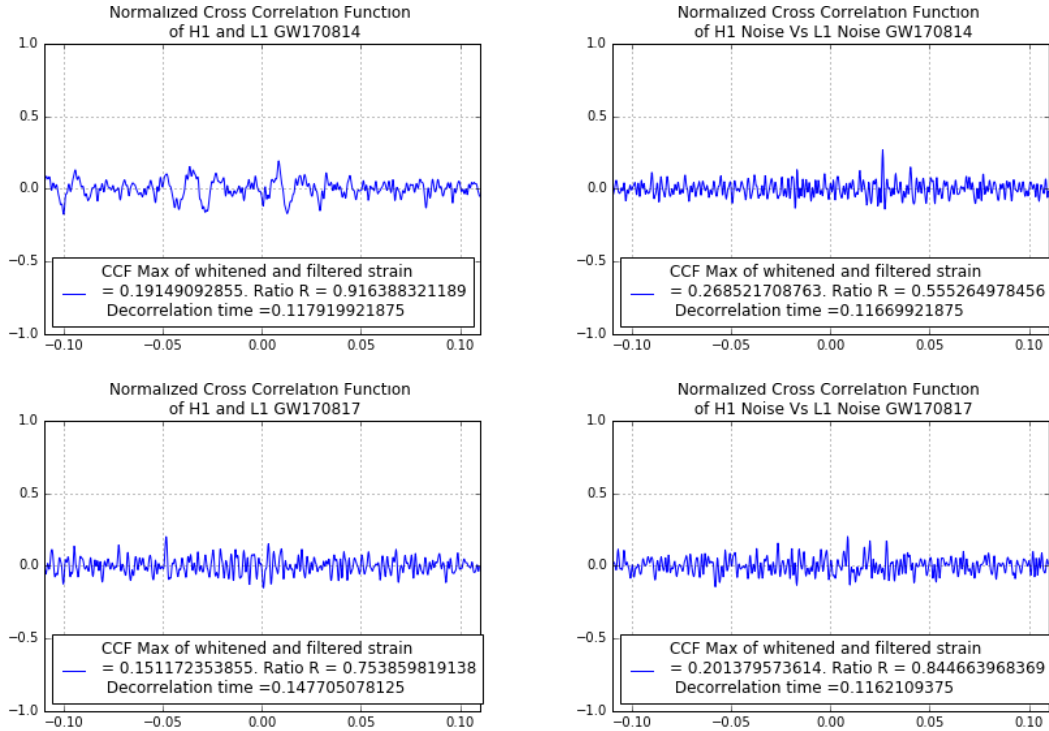 Normalized Cross Correlation Function
of H1 and L1 GW170814
1.0
0.5
0.0
−0.5
−1.0
CCF Max of whitened and filtered strain
= 0.19149092855. Ratio R = 0.916388321189
Decorrelation time =0.117919921875
−0.10
−0.05
0.00
0.05
0.10
Normalized Cross Correlation Function
of H1 Noise Vs L1 Noise GW170814
1.0
0.5
0.0
−0.5
−1.0
CCF Max of whitened and filtered strain
= 0.268521708763. Ratio R = 0.555264978456
Decorrelation time =0.11669921875
−0.10
−0.05
0.00
0.05
0.10
Normalized Cross Correlation Function
of H1 and L1 GW170817
1.0
0.5
0.0
−0.5
−1.0
CCF Max of whitened and filtered strain
= 0.151172353855. Ratio R = 0.753859819138
Decorrelation time =0.147705078125
−0.10
−0.05
0.00
0.05
0.10
Normalized Cross Correlation Function
of H1 Noise Vs L1 Noise GW170817
1.0
0.5
0.0
−0.5
−1.0
CCF Max of whitened and filtered strain
= 0.201379573614. Ratio R = 0.844663968369
Decorrelation time =0.1162109375
−0.10
−0.05
0.00
0.05
0.10